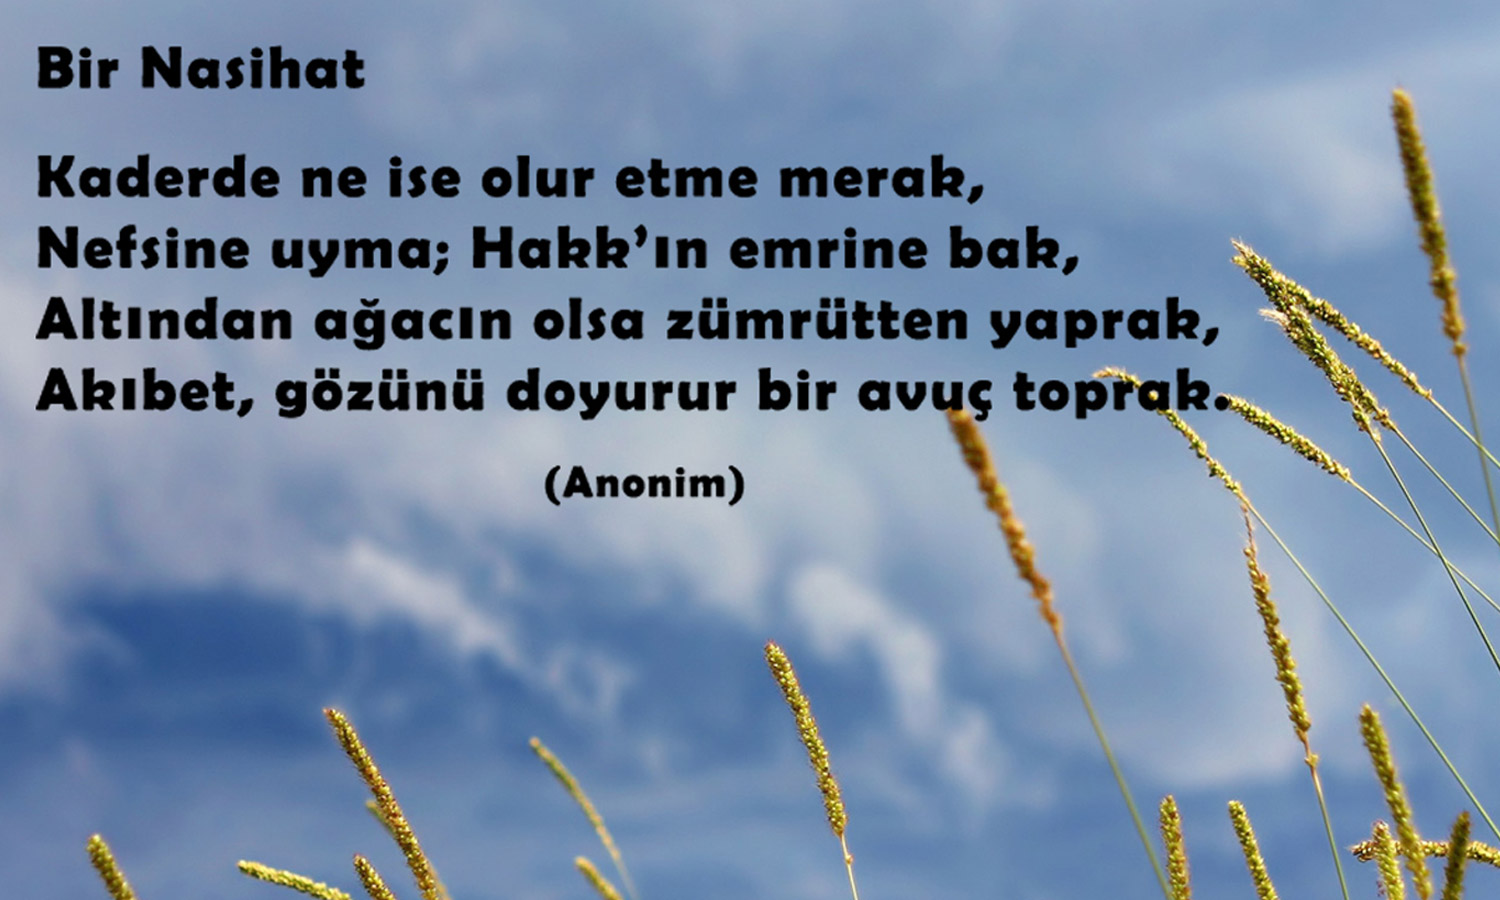 Bir Nasihat
Kaderde ne ise olur etme merak,
Nefsine uyma; Hakk’ın emrine bak,
Altından ağacın olsa zümrütten yaprak,
Akıbet, gözünü doyurur bir avuç toprak.
(Anonim)